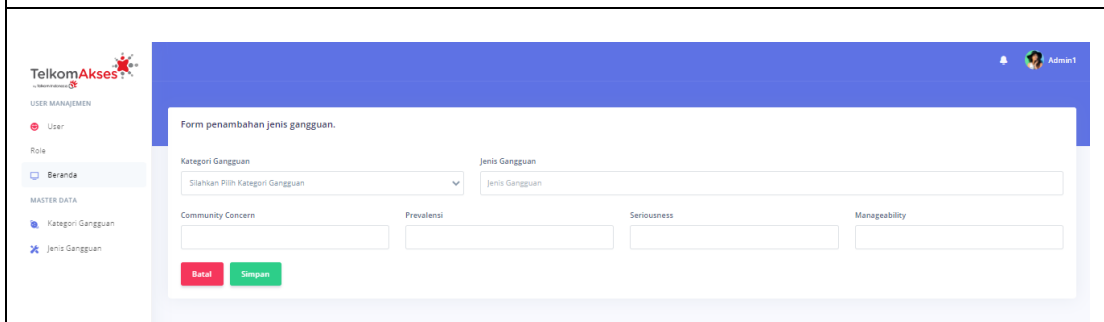 TelkomAkses
USER MANAJEMEN
User
Role
Beranda
MASTER DATA
Kategori Gangguan
Jenis Gangguan
Admin1
Form penambahan jenis gangguan.
Kategori Gangguan
Jenis Gangguan
Silahkan Pilih Kategori Gangguan
Jenis Gangguan
Community Concern
Prevalensi
Seriousness
Manageability
Batal
Simpan